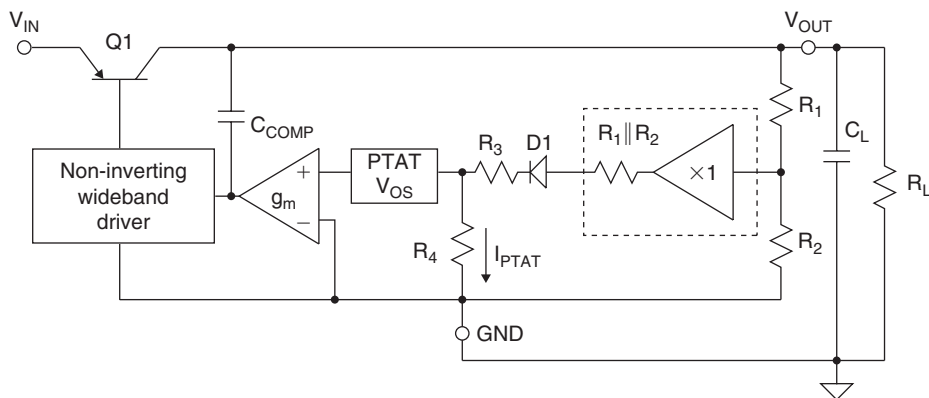 V_IN
Q1
V_OUT
C_COMP
R_1
R_3
D1
R_1 || R_2
C_L
Non-inverting
wideband
driver
PTAT
V_OS
+
g_m
−
×1
R_L
R_4
I_PTAT
R_2
GND